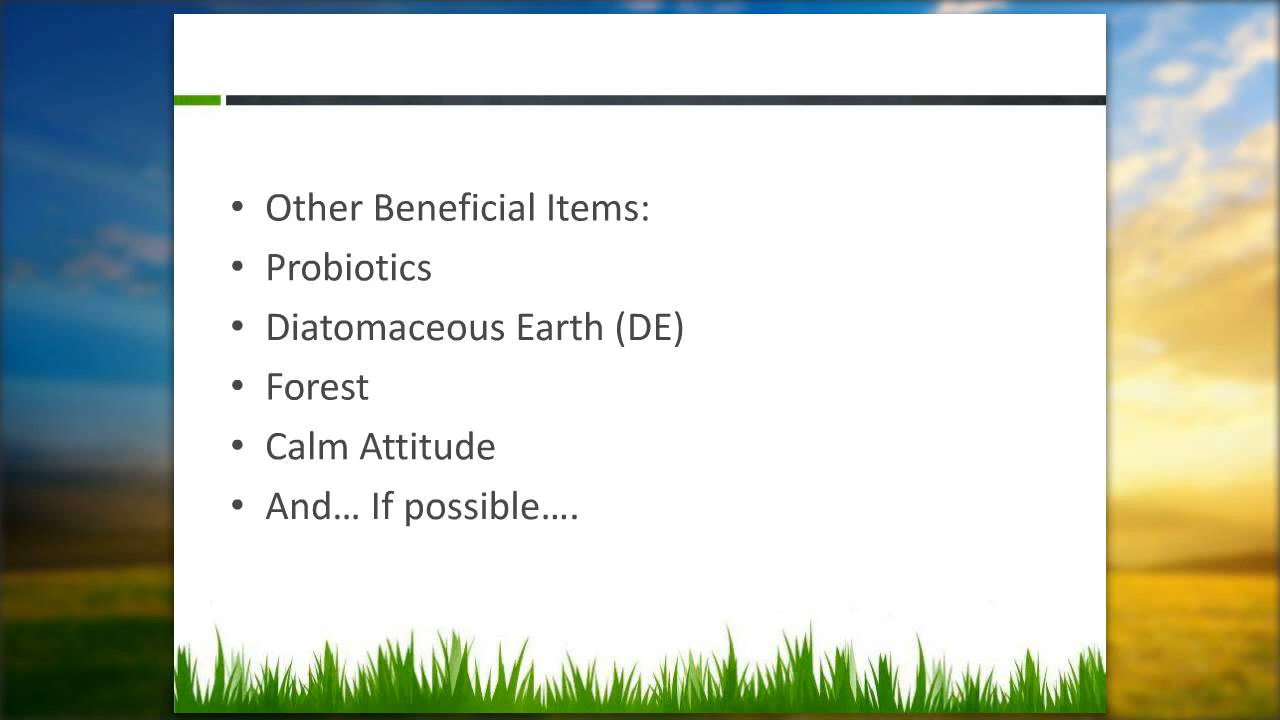 • Other Beneficial Items:
• Probiotics
• Diatomaceous Earth (DE)
• Forest
• Calm Attitude
• And… If possible….